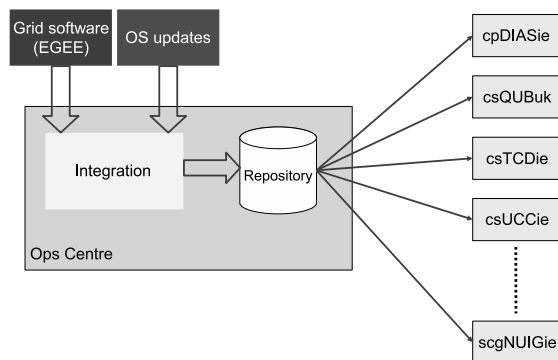 Grid software
(EGEE)
OS updates
Integration
Repository
Ops Centre
cpDIASie
csQUBuk
csTCDie
csUCCie
scgNUIGie